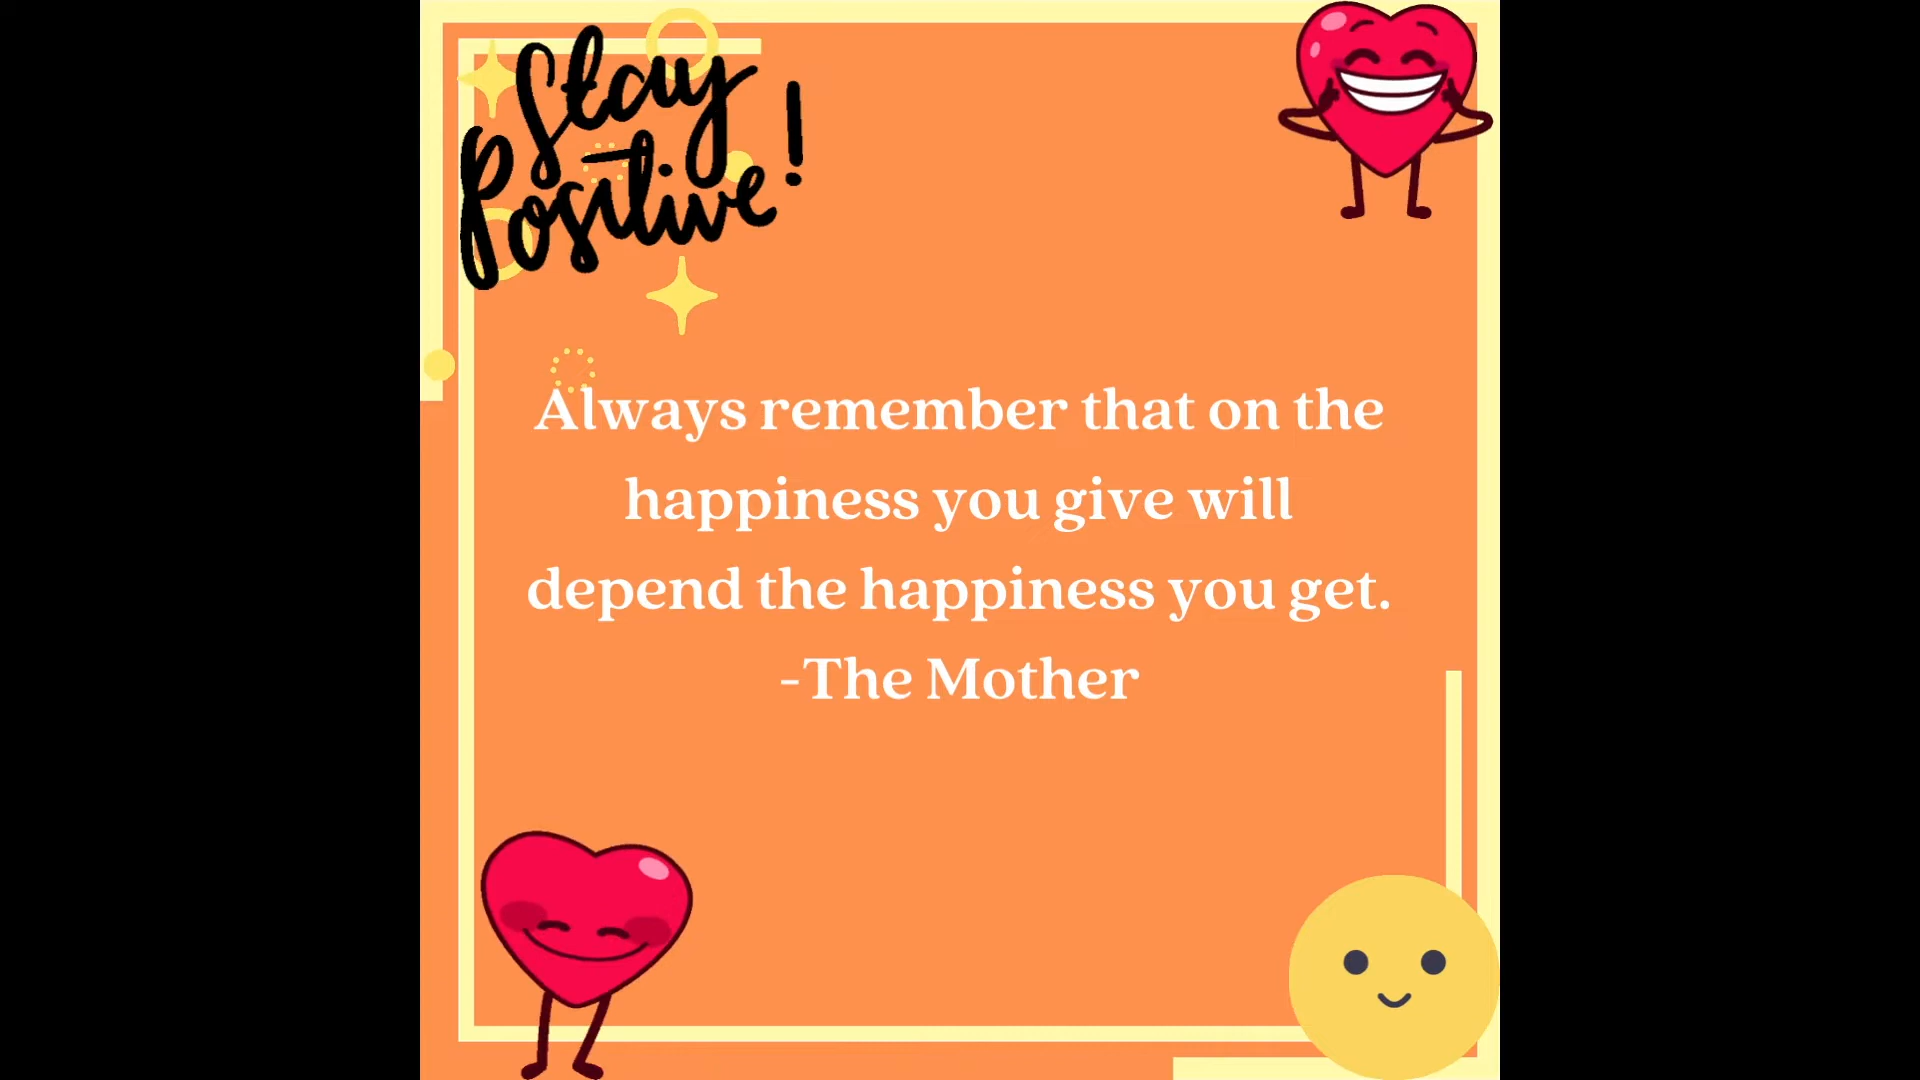 Stay
Positive!
Always remember that on the
happiness you give will
depend the happiness you get.
-The Mother